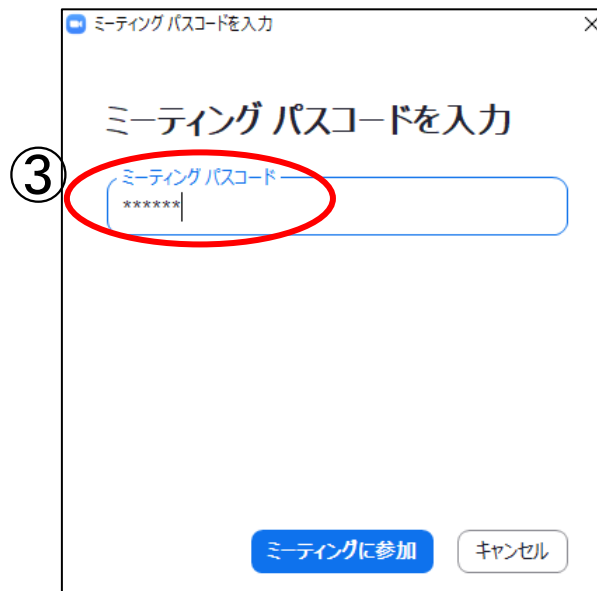 ミーティング パスコードを入力
ミーティング パスコードを入力
③
ミーティング パスコード
******
ミーティングに参加
キャンセル